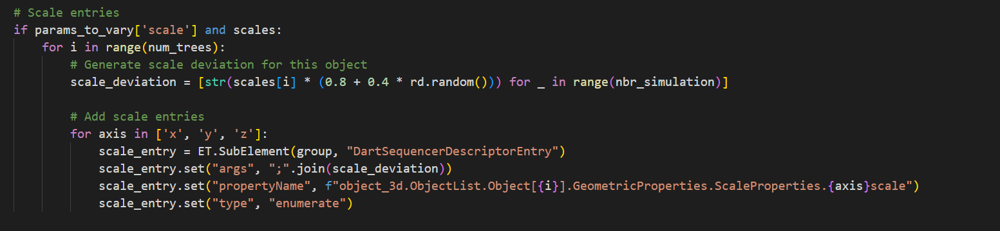 # Scale entries
if params_to_vary['scale'] and scales:
    for i in range(num_trees):
        # Generate scale deviation for this object
        scale_deviation = [str(scales[i] * (0.8 + 0.4 * rd.random())) for _ in range(nbr_simulation)]

        # Add scale entries
        for axis in ['x', 'y', 'z']:
            scale_entry = ET.SubElement(group, "DartSequencerDescriptorEntry")
            scale_entry.set("args", ";".join(scale_deviation))
            scale_entry.set("propertyName", f"object_3d.ObjectList.Object[{i}].GeometricProperties.ScaleProperties.{axis}scale")
            scale_entry.set("type", "enumerate")